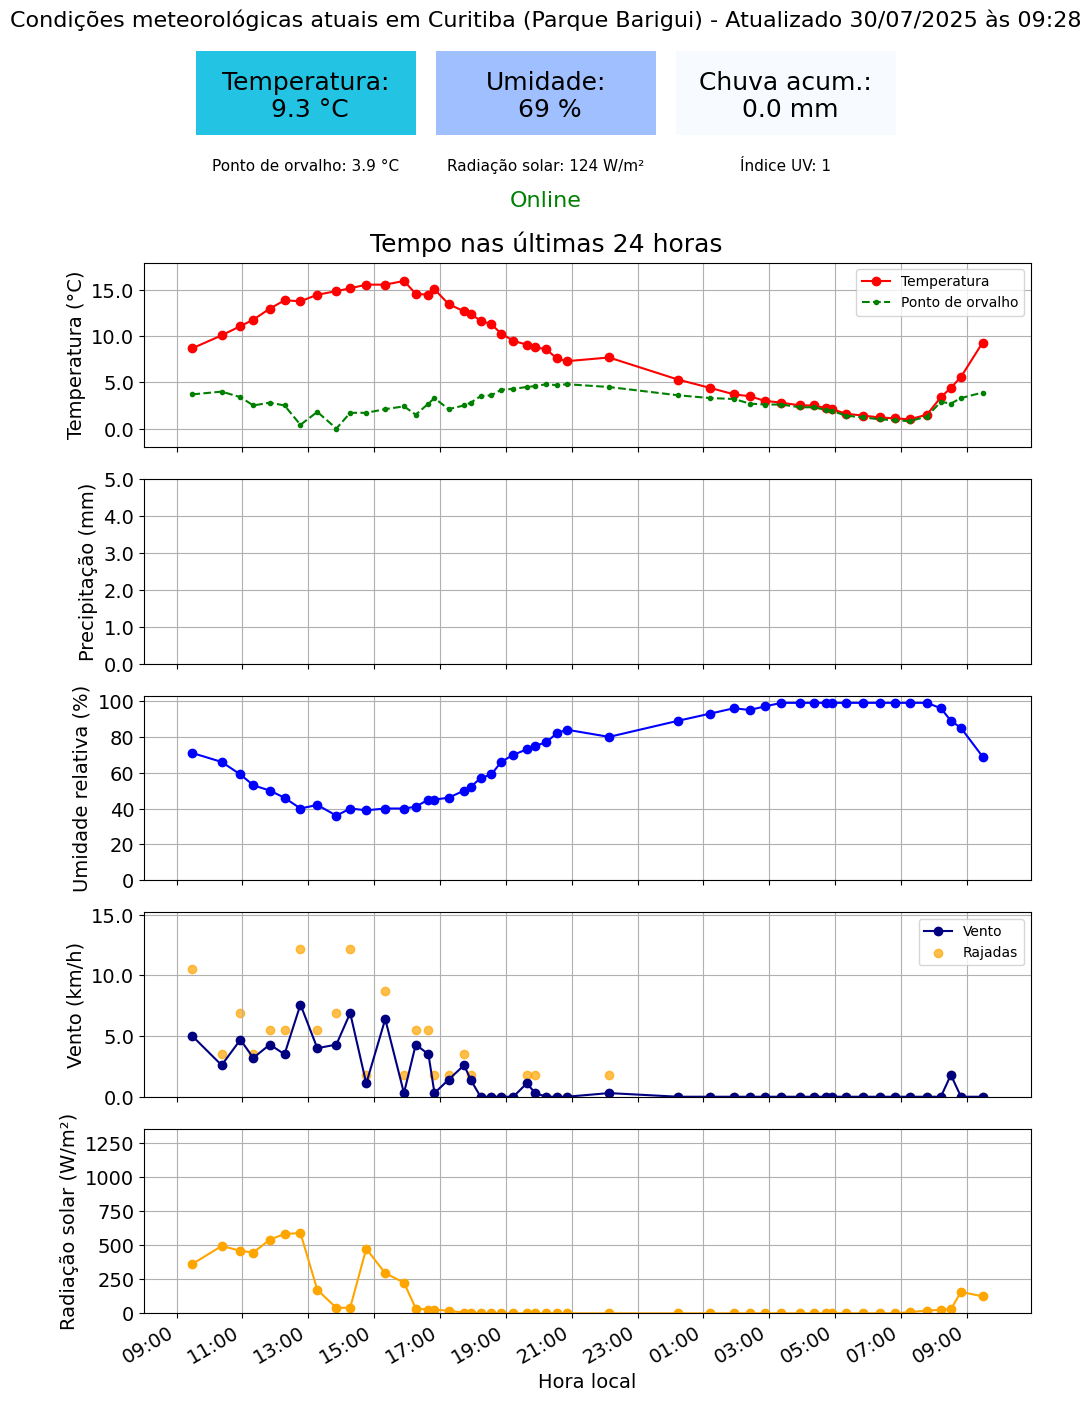 Condições meteorológicas atuais em Curitiba (Parque Barigui) - Atualizado 30/07/2025 às 09:28
Temperatura:
9.3 °C
Umidade:
69 %
Chuva acum.:
0.0 mm
Ponto de orvalho: 3.9 °C
Radiação solar: 124 W/m²
Índice UV: 1
Online
Tempo nas últimas 24 horas
Temperatura (°C)
15.0
10.0
5.0
0.0
Temperatura
Ponto de orvalho
Precipitação (mm)
5.0
4.0
3.0
2.0
1.0
0.0
Umidade relativa (%)
100
80
60
40
20
0
Vento (km/h)
15.0
10.0
5.0
0.0
Vento
Rajadas
Radiação solar (W/m²)
1250
1000
750
500
250
0
09:00
11:00
13:00
15:00
17:00
19:00
21:00
23:00
01:00
03:00
05:00
07:00
09:00
Hora local